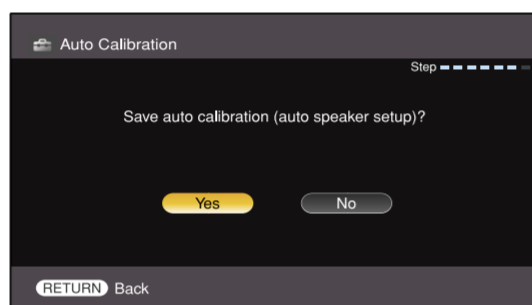 Auto Calibration
Step
Save auto calibration (auto speaker setup)?
Yes No
RETURN Back